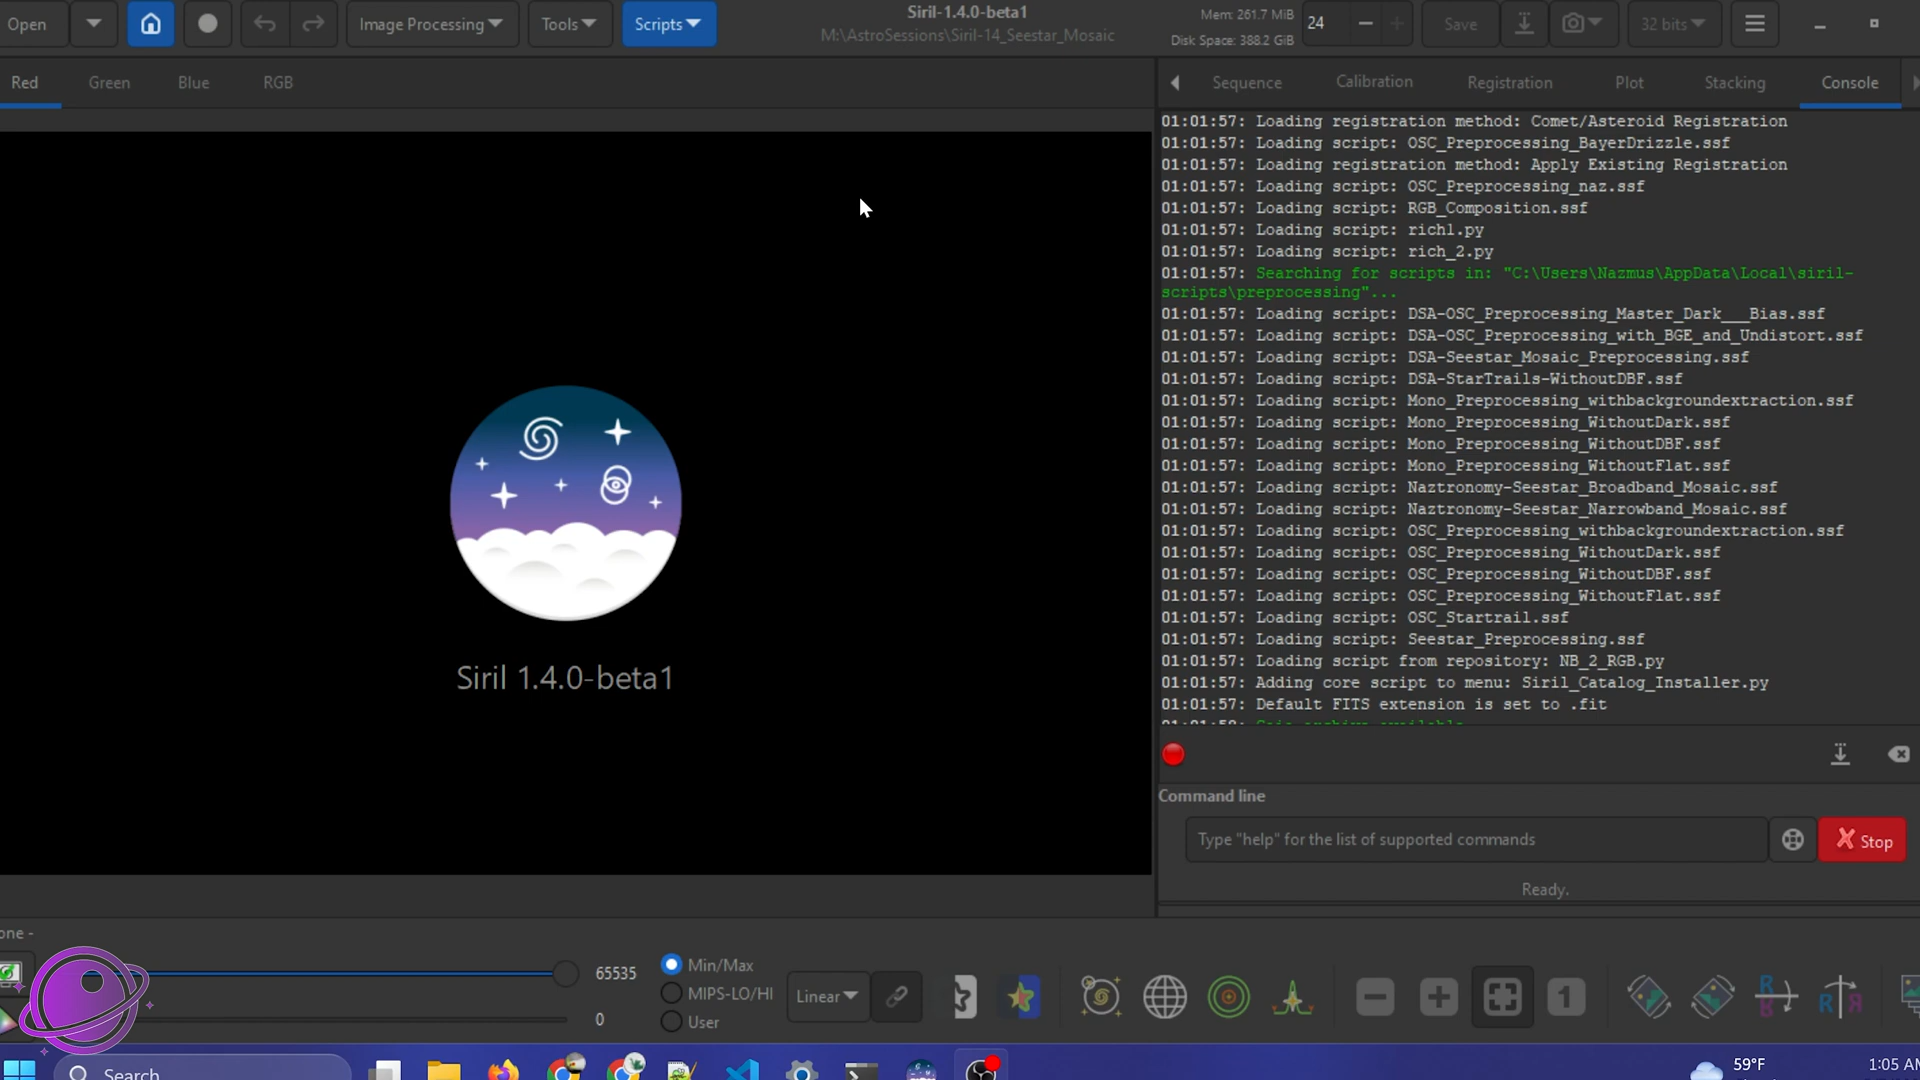 Open
Image Processing
Tools
Scripts
Siril-1.4.0-beta1
M:\AstroSessions\Siril-14_Seestar_Mosaic
Mem: 261.7 MiB
Disk Space: 388.2 GiB
24
Save
32 bits
Red
Green
Blue
RGB
Sequence
Calibration
Registration
Plot
Stacking
Console
01:01:57: Loading registration method: Comet/Asteroid Registration
01:01:57: Loading script: OSC_Preprocessing_BayerDrizzle.ssf
01:01:57: Loading registration method: Apply Existing Registration
01:01:57: Loading script: OSC_Preprocessing_naz.ssf
01:01:57: Loading script: RGB_Composition.ssf
01:01:57: Loading script: rich1.py
01:01:57: Loading script: rich_2.py
01:01:57: Searching for scripts in: "C:\Users\Nazmus\AppData\Local\siril-
scripts\preprocessing"...
01:01:57: Loading script: DSA-OSC_Preprocessing_Master_Dark___Bias.ssf
01:01:57: Loading script: DSA-OSC_Preprocessing_with_BGE_and_Undistort.ssf
01:01:57: Loading script: DSA-Seestar_Mosaic_Preprocessing.ssf
01:01:57: Loading script: DSA-StarTrails-WithoutDBF.ssf
01:01:57: Loading script: Mono_Preprocessing_withbackgroundextraction.ssf
01:01:57: Loading script: Mono_Preprocessing_WithoutDark.ssf
01:01:57: Loading script: Mono_Preprocessing_WithoutDBF.ssf
01:01:57: Loading script: Mono_Preprocessing_WithoutFlat.ssf
01:01:57: Loading script: Naztronomy-Seestar_Broadband_Mosaic.ssf
01:01:57: Loading script: Naztronomy-Seestar_Narrowband_Mosaic.ssf
01:01:57: Loading script: OSC_Preprocessing_withbackgroundextraction.ssf
01:01:57: Loading script: OSC_Preprocessing_WithoutDark.ssf
01:01:57: Loading script: OSC_Preprocessing_WithoutDBF.ssf
01:01:57: Loading script: OSC_Preprocessing_WithoutFlat.ssf
01:01:57: Loading script: OSC_Startrail.ssf
01:01:57: Loading script: Seestar_Preprocessing.ssf
01:01:57: Loading script from repository: NB_2_RGB.py
01:01:57: Adding core script to menu: Siril_Catalog_Installer.py
01:01:57: Default FITS extension is set to .fit
Siril 1.4.0-beta1
Command line
Type "help" for the list of supported commands
Stop
Ready.
one -
65535
0
Min/Max
MIPS-LO/HI
User
Linear
1
Search
59°F
1:05 AM